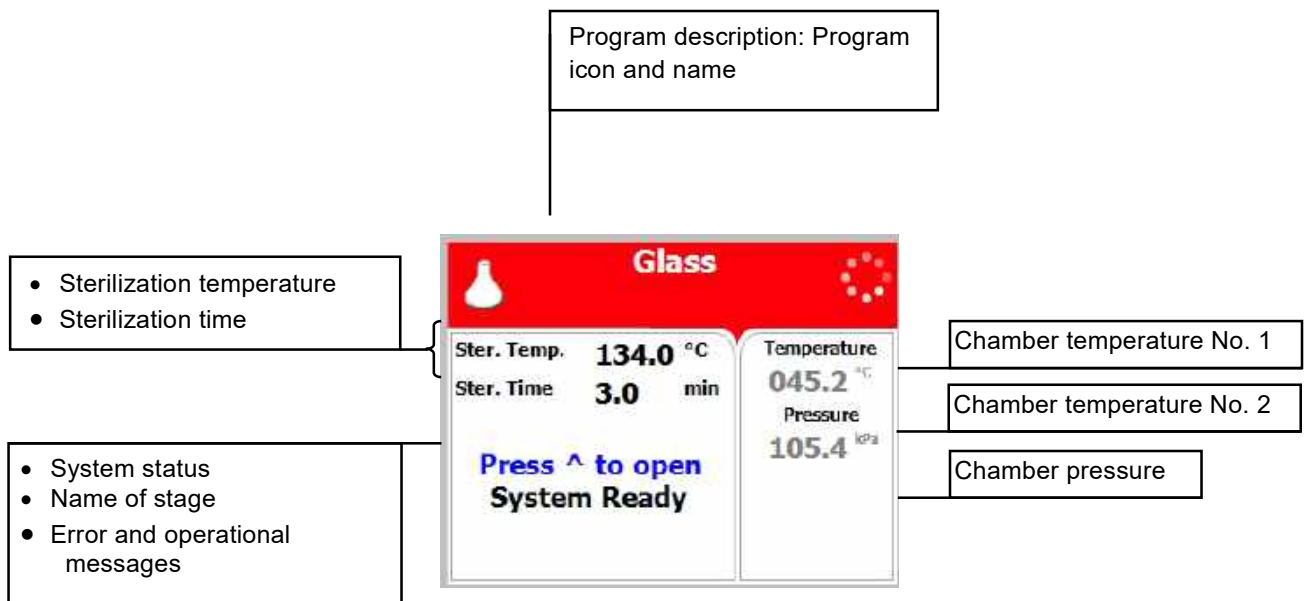 Program description: Program
icon and name
• Sterilization temperature
• Sterilization time
Glass
Ster. Temp. 134.0 °C
Ster. Time 3.0 min
Press ^ to open
System Ready
Temperature
045.2 °C
Pressure
105.4 kPa
Chamber temperature No. 1
Chamber temperature No. 2
Chamber pressure
• System status
• Name of stage
• Error and operational
messages